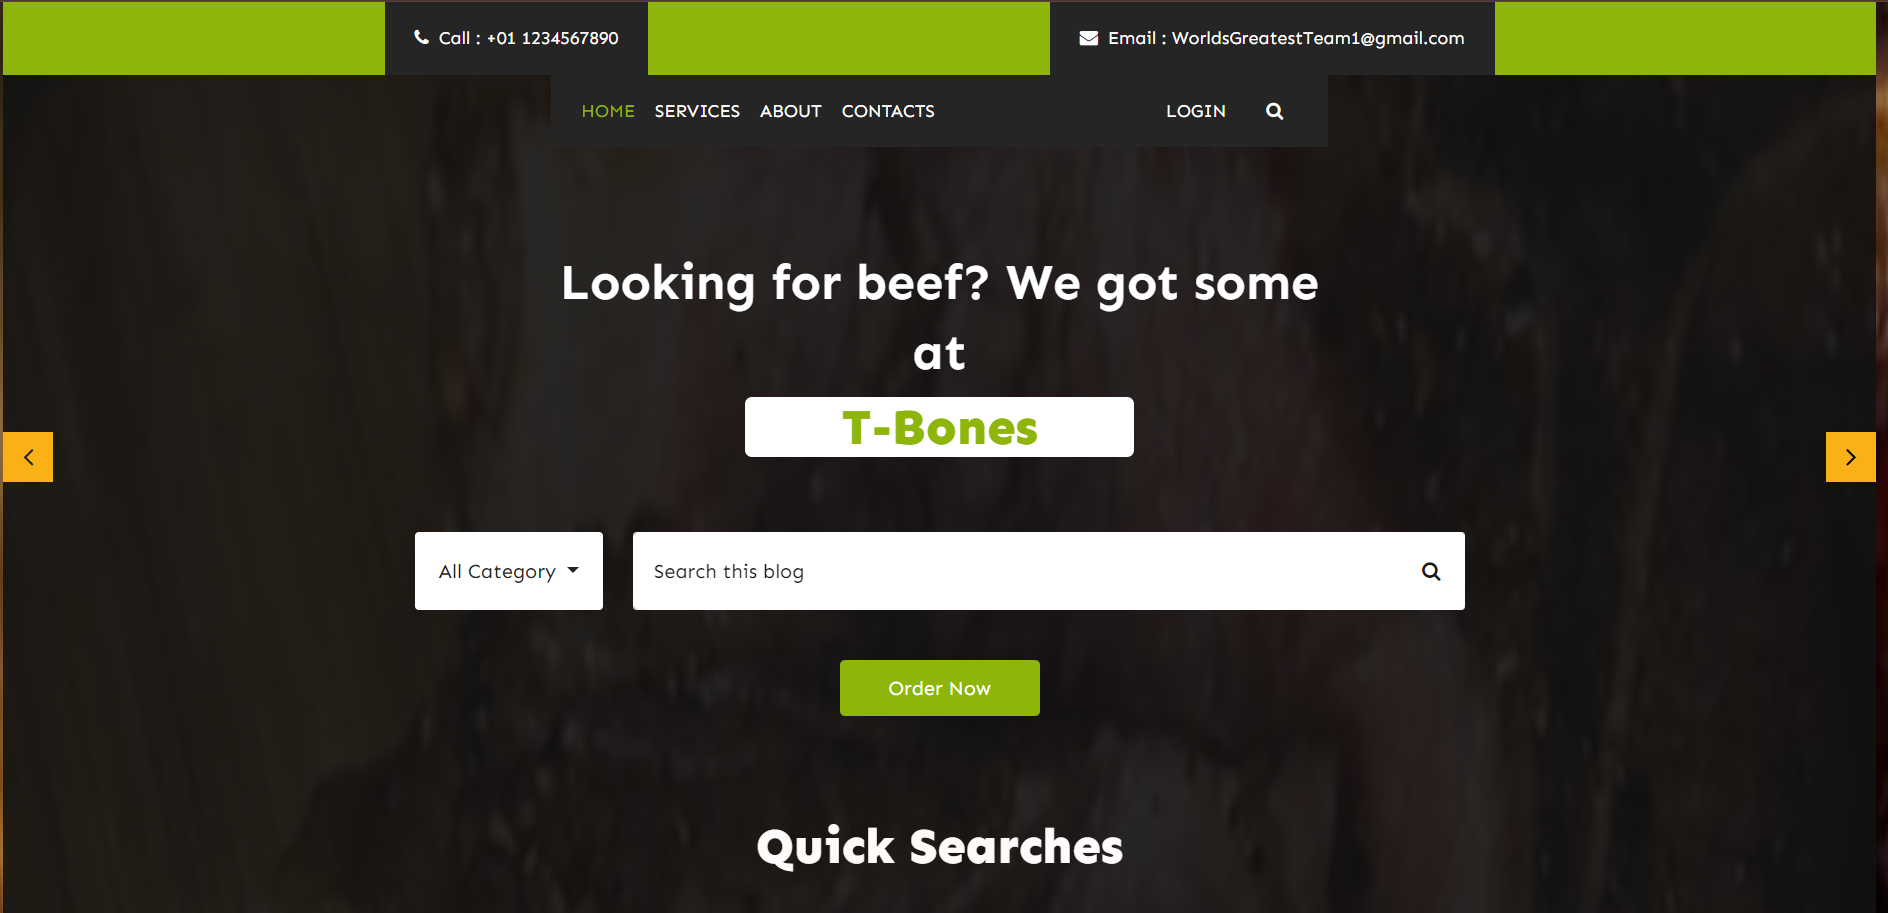 Call : +01 1234567890
Email : WorldsGreatestTeam1@gmail.com
HOME SERVICES ABOUT CONTACTS LOGIN
Looking for beef? We got some
at
T-Bones
All Category
Search this blog
Order Now
Quick Searches